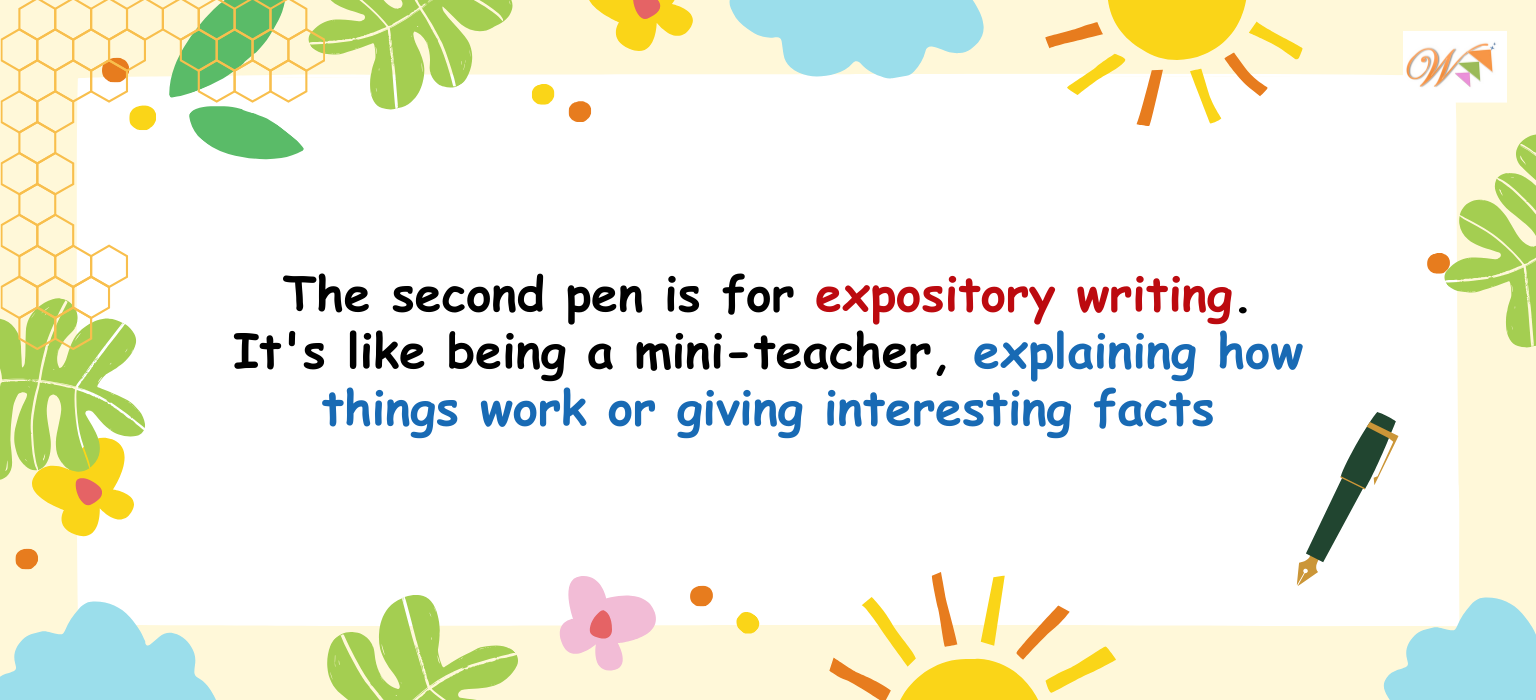 W
The second pen is for expository writing.
It's like being a mini-teacher, explaining how
things work or giving interesting facts